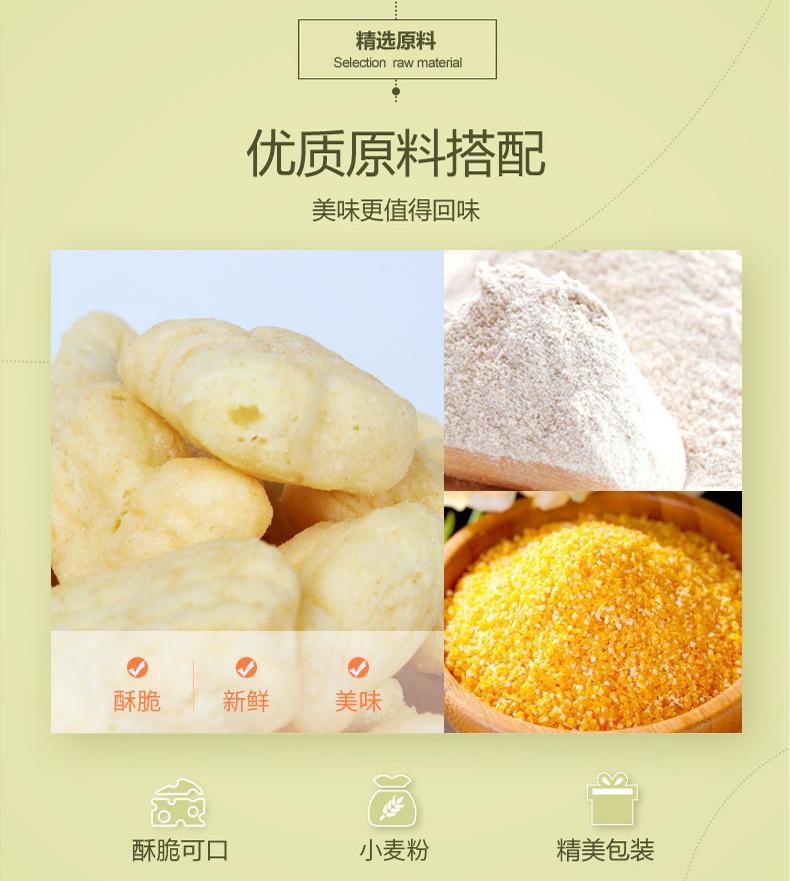 精选原料
Selection raw material
优质原料搭配
美味更值得回味
酥脆 新鲜 美味
酥脆可口 小麦粉 精美包装